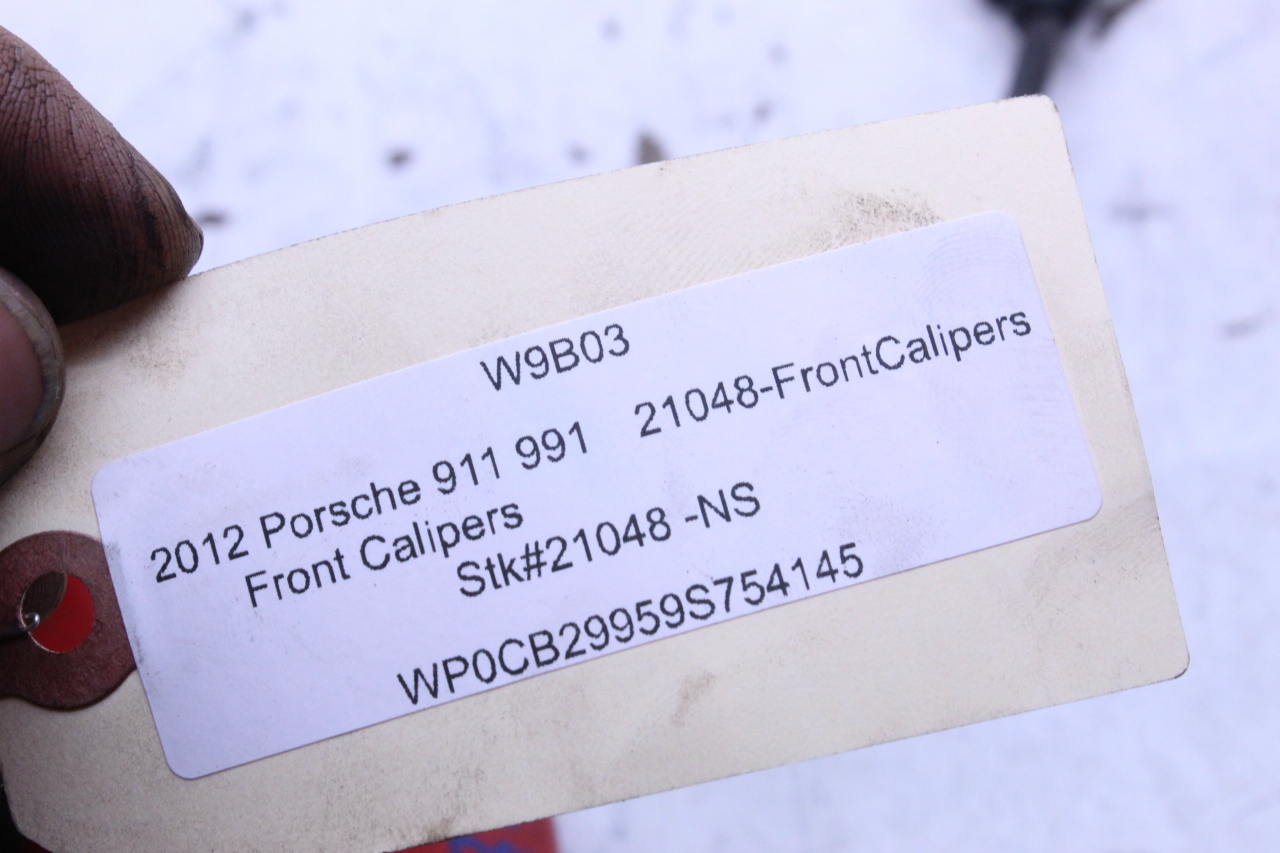 W9B03
2012 Porsche 911 991 21048-FrontCalipers
Front Calipers
Stk#21048 -NS
WP0CB29959S754145